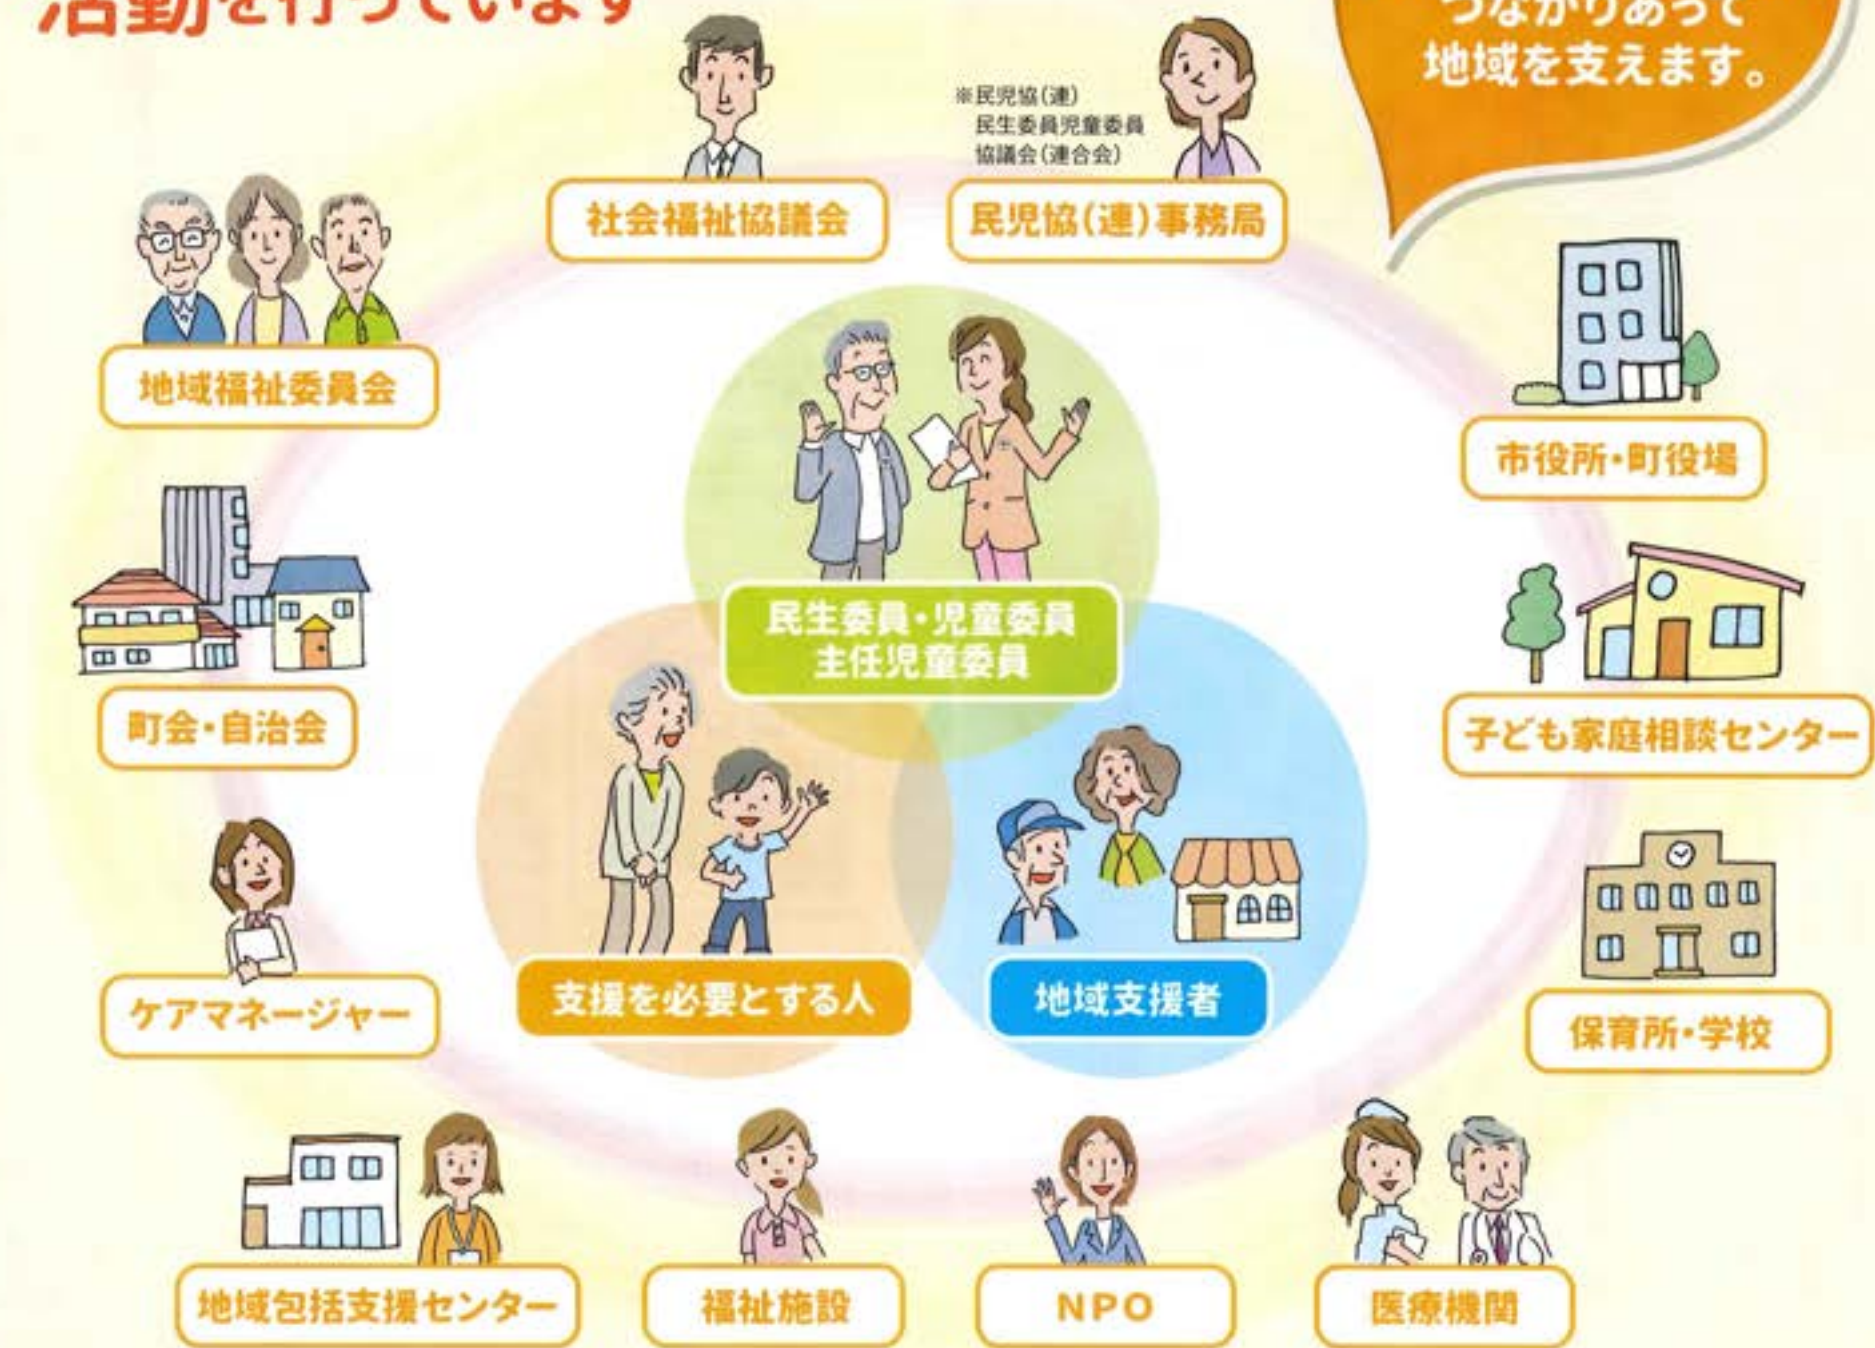 活動を行っています
つながりあって
地域を支えます。
※民児協(連)
民生委員児童委員
協議会(連合会)
社会福祉協議会
民児協(連)事務局
地域福祉委員会
市役所・町役場
民生委員・児童委員
主任児童委員
町会・自治会
子ども家庭相談センター
ケアマネージャー
支援を必要とする人
地域支援者
保育所・学校
地域包括支援センター
福祉施設
NPO
医療機関